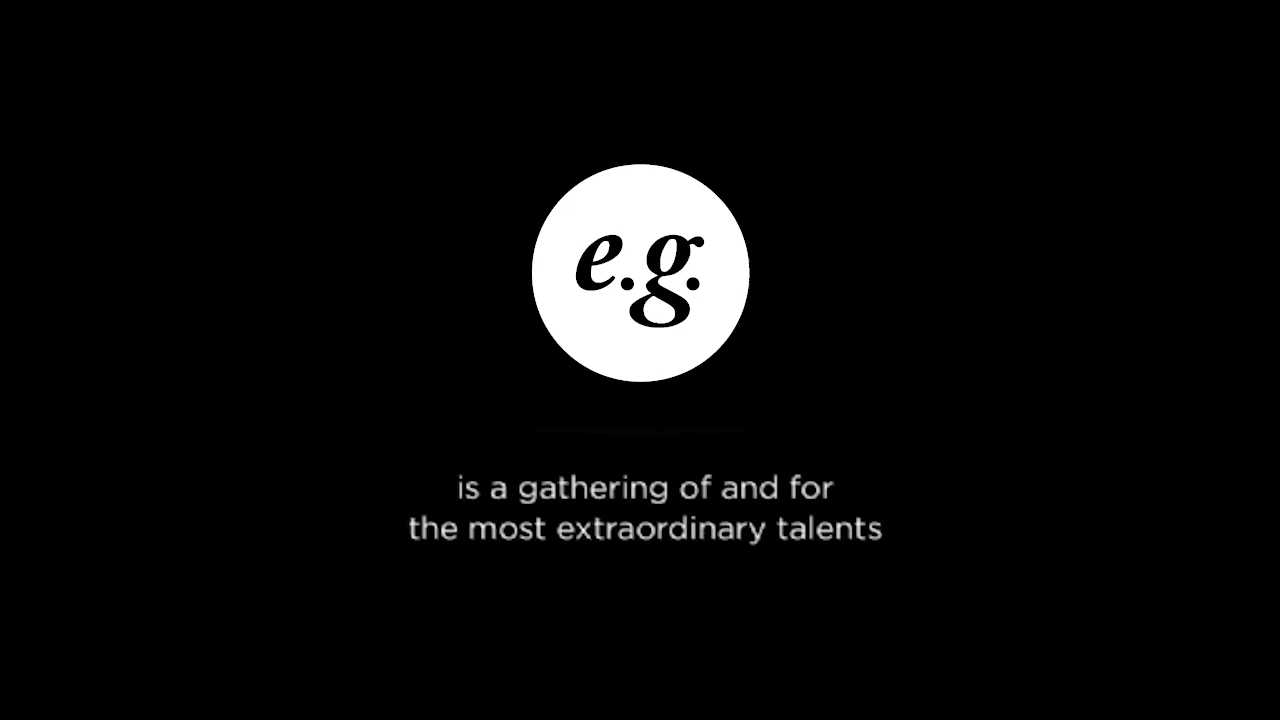 e.g.
is a gathering of and for
the most extraordinary talents